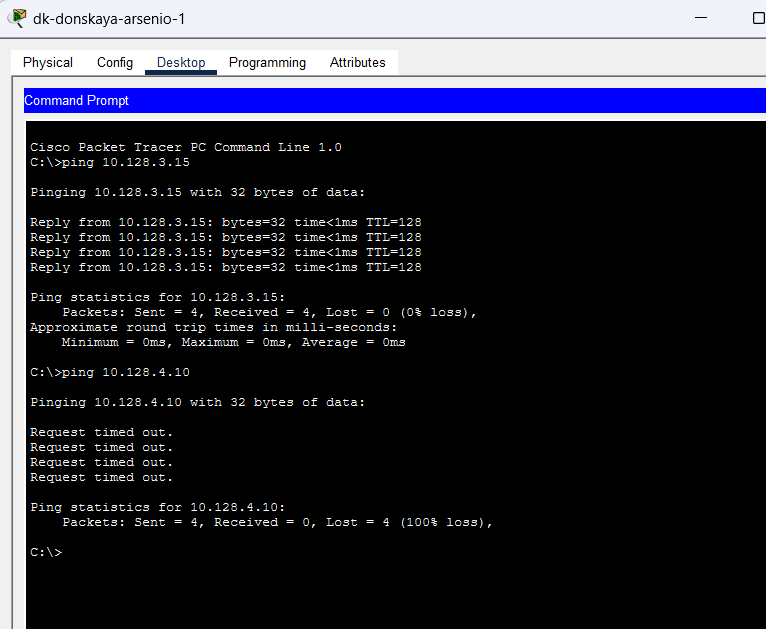 dk-donskaya-arsenio-1
Physical Config Desktop Programming Attributes
Command Prompt
Cisco Packet Tracer PC Command Line 1.0
C:\>ping 10.128.3.15
Pinging 10.128.3.15 with 32 bytes of data:
Reply from 10.128.3.15: bytes=32 time<1ms TTL=128
Reply from 10.128.3.15: bytes=32 time<1ms TTL=128
Reply from 10.128.3.15: bytes=32 time<1ms TTL=128
Reply from 10.128.3.15: bytes=32 time<1ms TTL=128
Ping statistics for 10.128.3.15:
    Packets: Sent = 4, Received = 4, Lost = 0 (0% loss),
Approximate round trip times in milli-seconds:
    Minimum = 0ms, Maximum = 0ms, Average = 0ms
C:\>ping 10.128.4.10
Pinging 10.128.4.10 with 32 bytes of data:
Request timed out.
Request timed out.
Request timed out.
Request timed out.
Ping statistics for 10.128.4.10:
    Packets: Sent = 4, Received = 0, Lost = 4 (100% loss),
C:\>